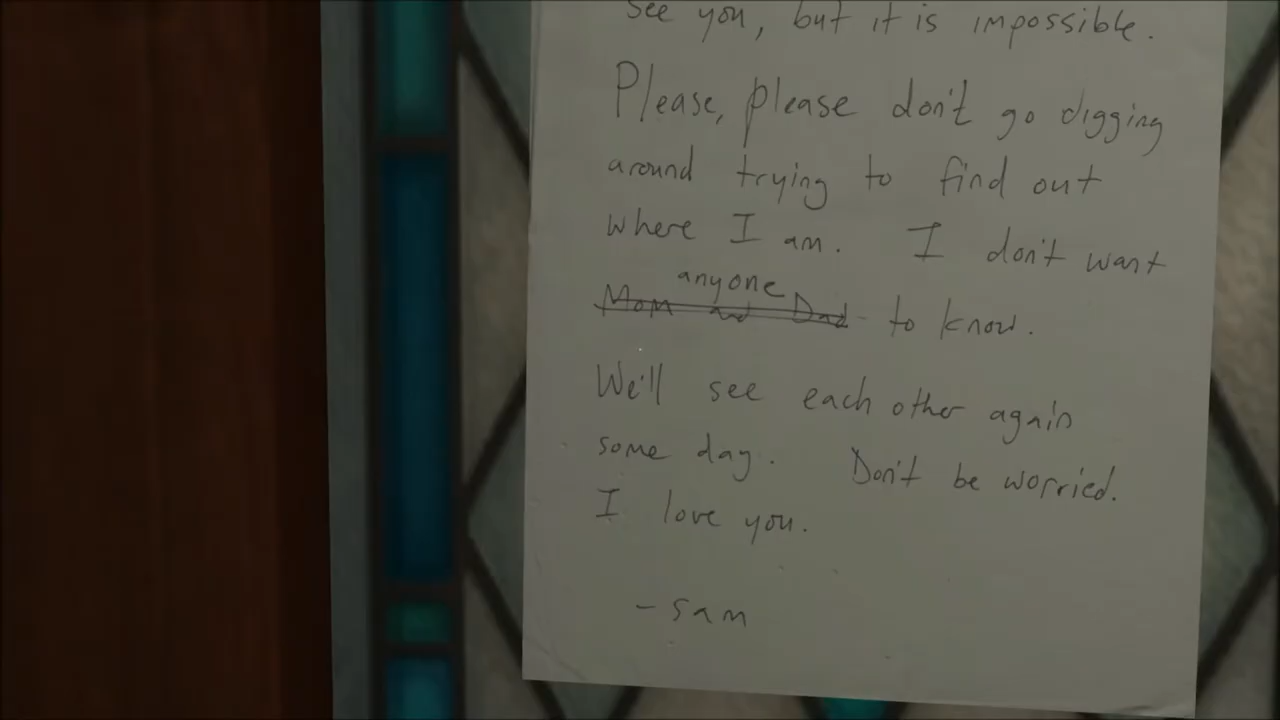 see you, but it is impossible.
Please, please don't go digging
around trying to find out
where I am. I don't want
anyone
Mom and Dad to know.
We'll see each other again
some day. Don't be worried.
I love you.
- Sam